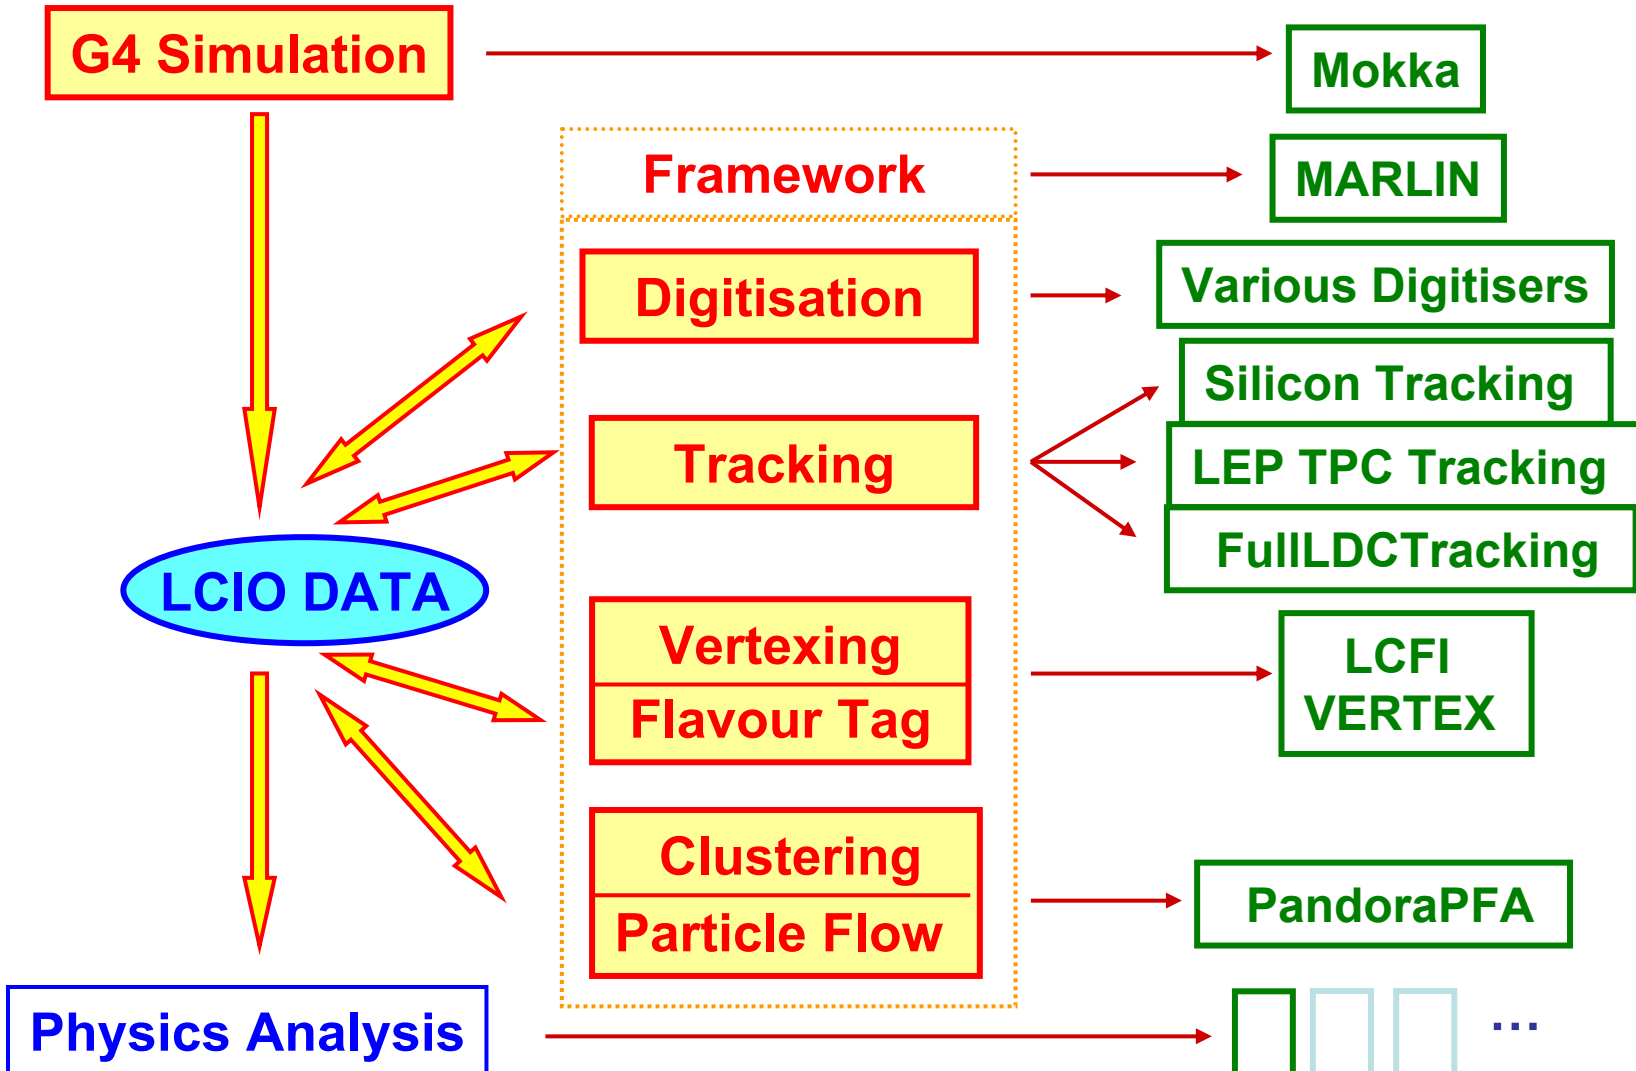 G4 Simulation
Mokka
Framework
MARLIN
Digitisation
Various Digitisers
Silicon Tracking
Tracking
LEP TPC Tracking
FullLDCTracking
LCIO DATA
Vertexing
Flavour Tag
LCFI
VERTEX
Clustering
Particle Flow
PandoraPFA
Physics Analysis
...